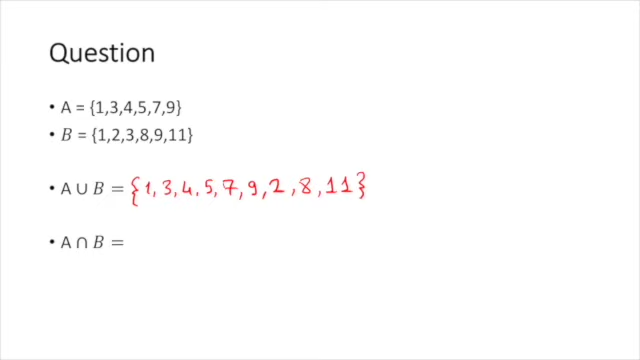 Question
• A = {1,3,4,5,7,9}
• B = {1,2,3,8,9,11}
• A ∪ B = {1, 3, 4, 5, 7, 9, 2, 8, 11}
• A ∩ B =